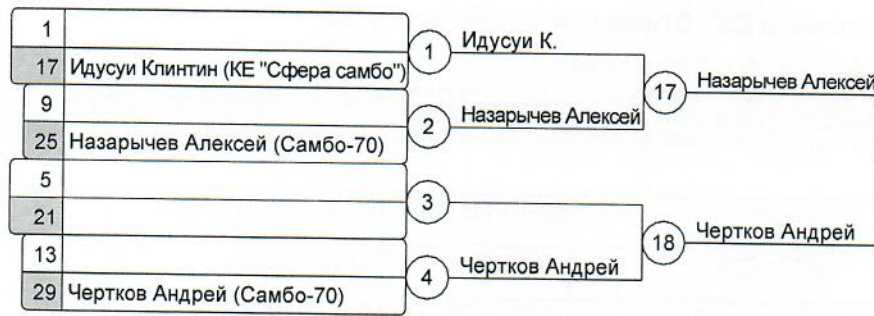 1
17 Идусуи Клинтин (КЕ "Сфера самбо")
1 Идусуи К.
9
25 Назарычев Алексей (Самбо-70)
2 Назарычев Алексей
17 Назарычев Алексей
5
21
3
13
29 Чертков Андрей (Самбо-70)
4 Чертков Андрей
18 Чертков Андрей